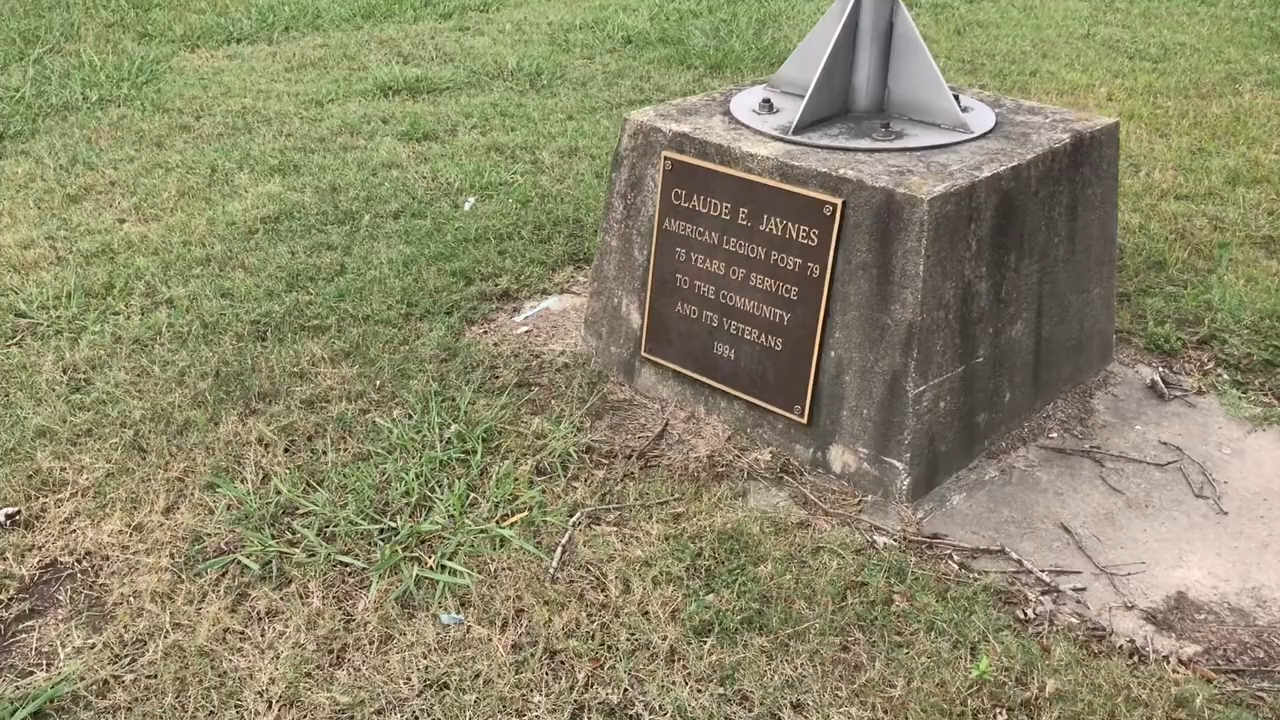 CLAUDE E. JAYNES
AMERICAN LEGION POST 79
75 YEARS OF SERVICE
TO THE COMMUNITY
AND ITS VETERANS
1994